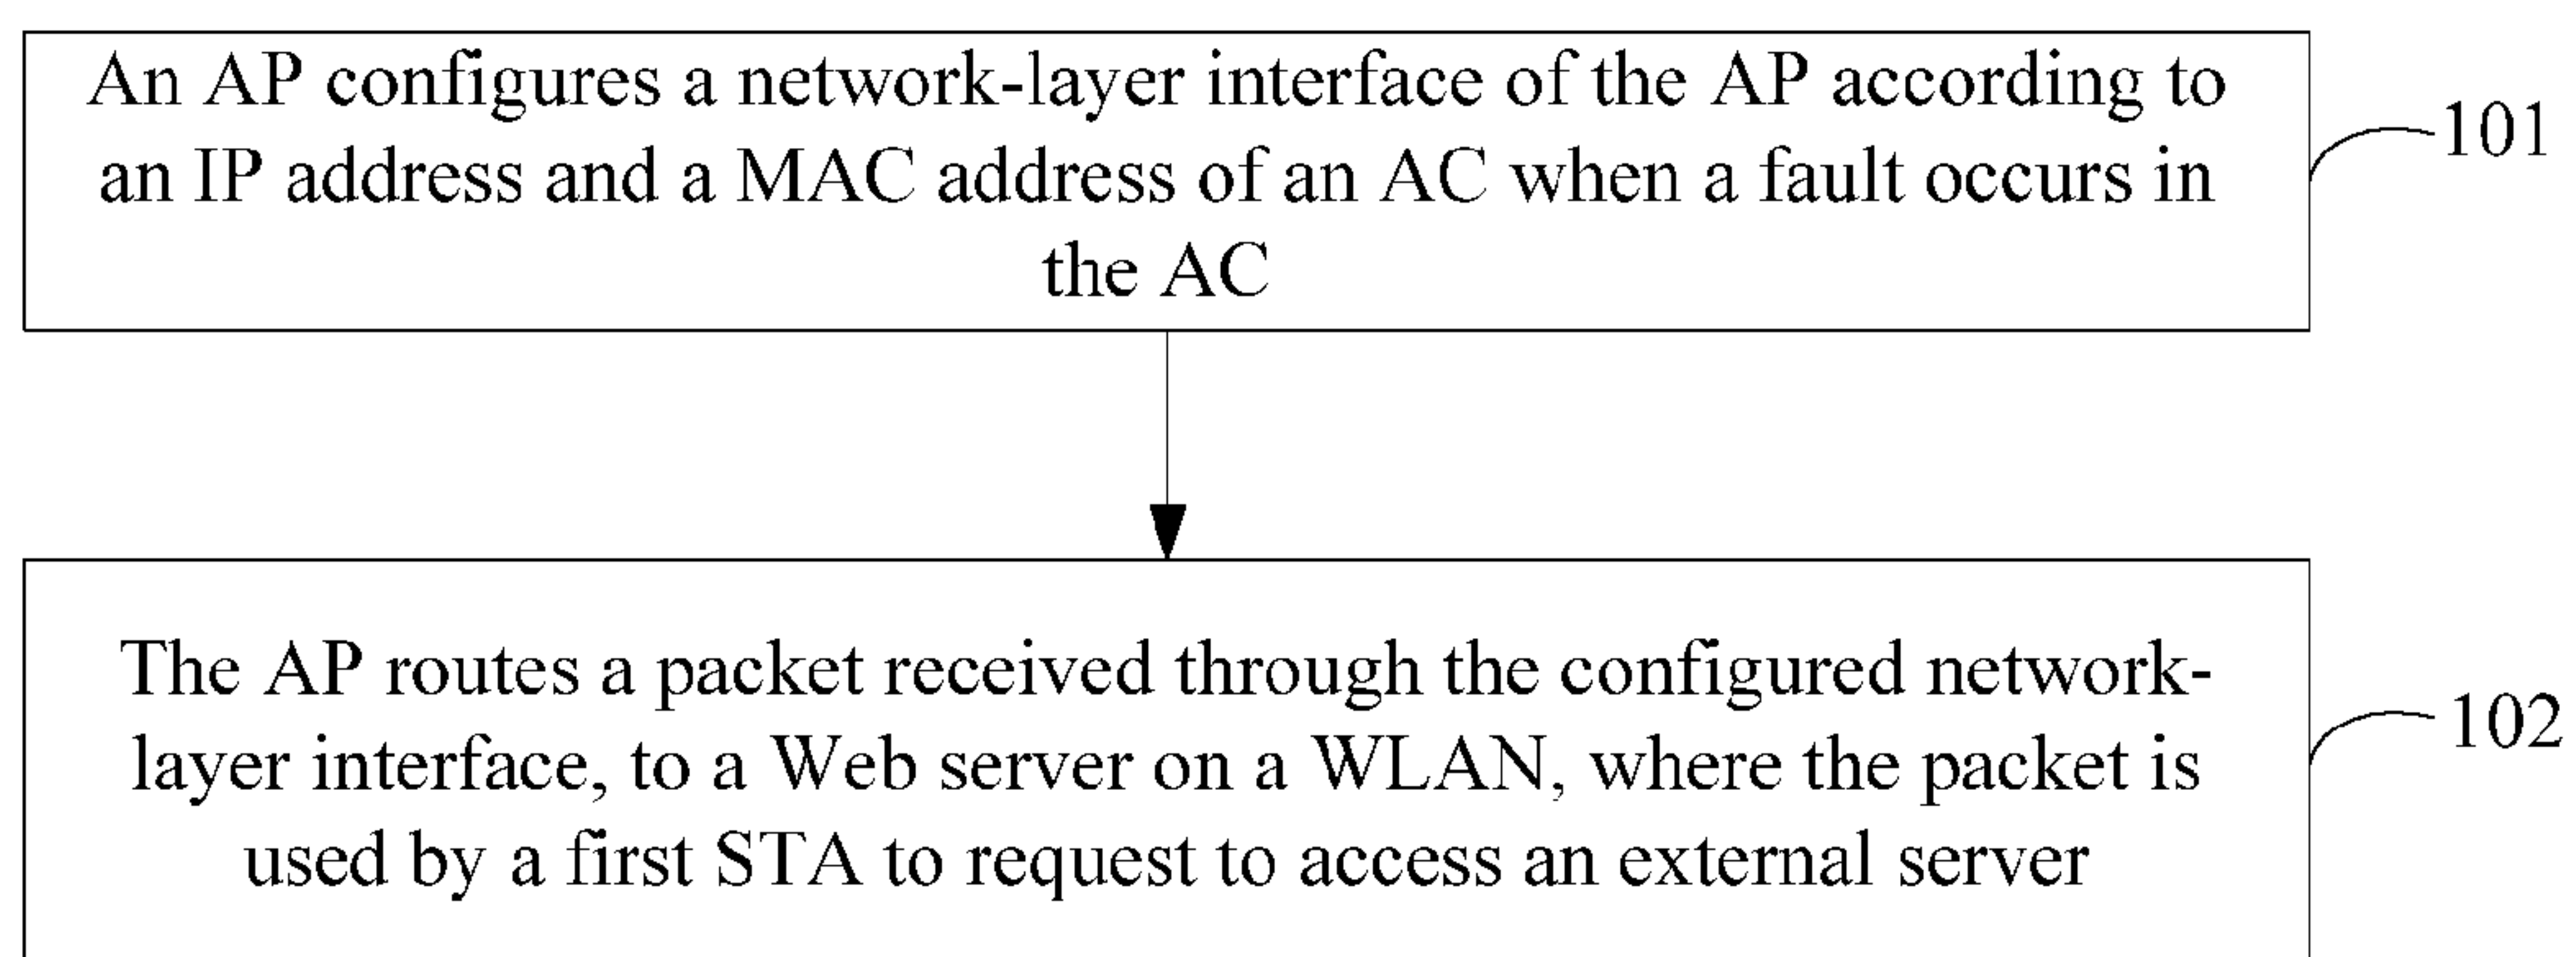 An AP configures a network-layer interface of the AP according to
an IP address and a MAC address of an AC when a fault occurs in
the AC
101
The AP routes a packet received through the configured network-
layer interface, to a Web server on a WLAN, where the packet is
used by a first STA to request to access an external server
102